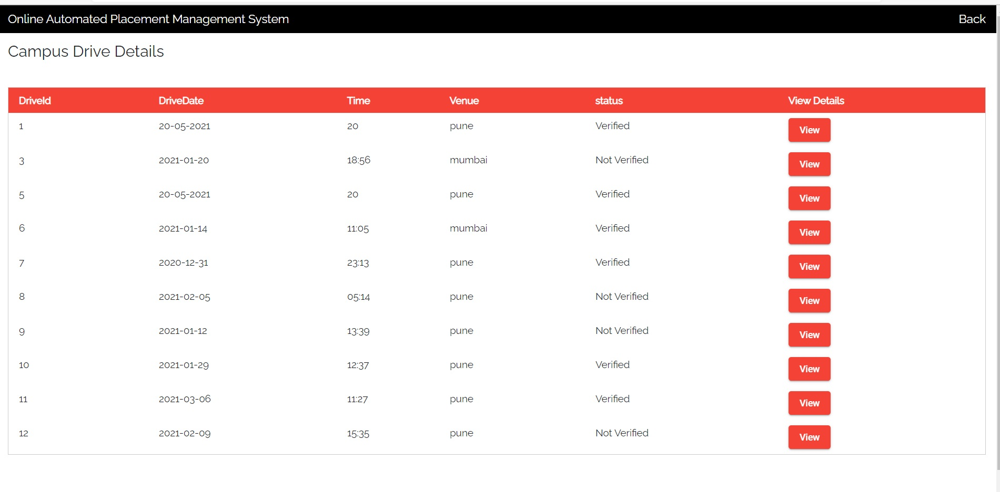 Online Automated Placement Management System Back
Campus Drive Details
DriveId DriveDate Time Venue status View Details
1 20-05-2021 20 pune Verified View
3 2021-01-20 18:56 mumbai Not Verified View
5 20-05-2021 20 pune Verified View
6 2021-01-14 11:05 mumbai Verified View
7 2020-12-31 23:13 pune Verified View
8 2021-02-05 05:14 pune Not Verified View
9 2021-01-12 13:39 pune Not Verified View
10 2021-01-29 12:37 pune Verified View
11 2021-03-06 11:27 pune Verified View
12 2021-02-09 15:35 pune Not Verified View